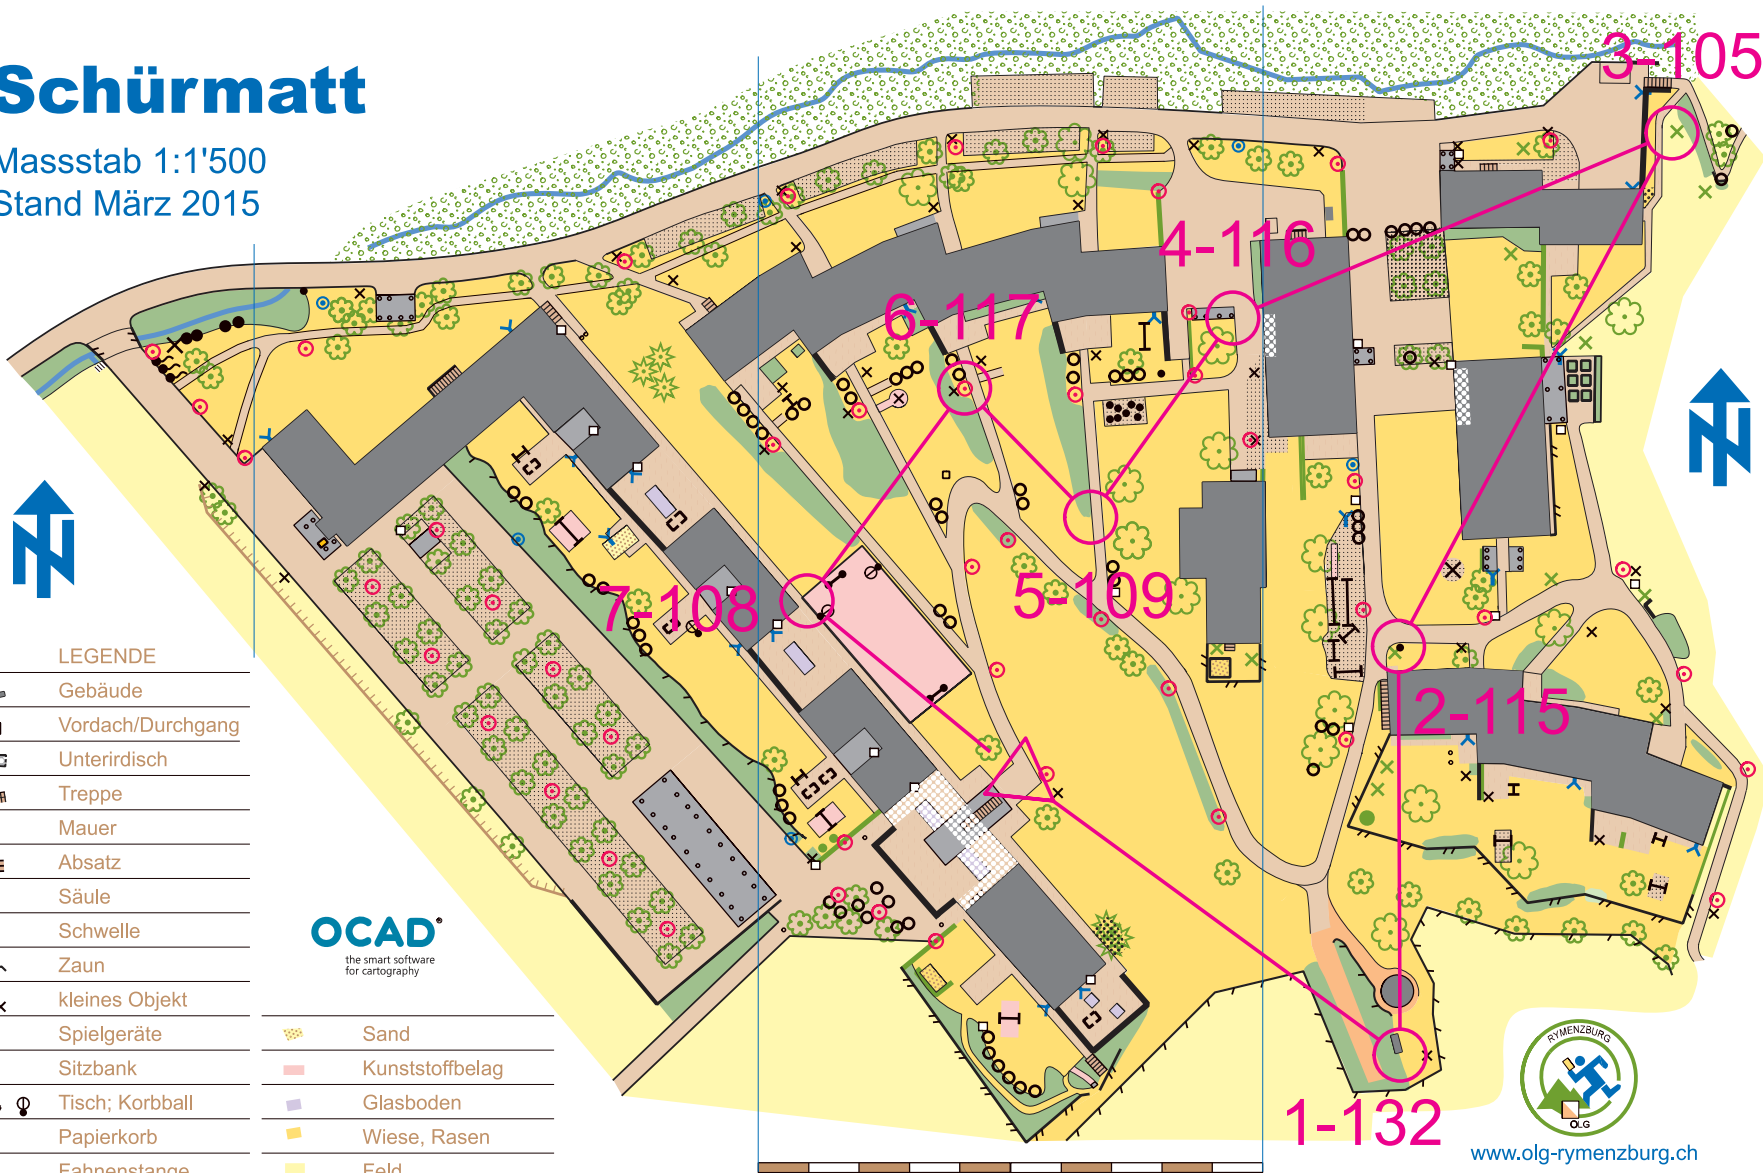 Schürmatt
Massstab 1:1'500
Stand März 2015
3-105
4-116
6-117
5-109
7-108
2-115
1-132
LEGENDE
Gebäude
Vordach/Durchgang
Unterirdisch
Treppe
Mauer
Absatz
Säule
Schwelle
Zaun
kleines Objekt
Spielgeräte
Sitzbank
Tisch; Korbball
Papierkorb
Fahnenstange
Sand
Kunststoffbelag
Glasboden
Wiese, Rasen
Feld
OCAD
the smart software
for cartography
RYMENZBURG
OLG
www.olg-rymenzburg.ch